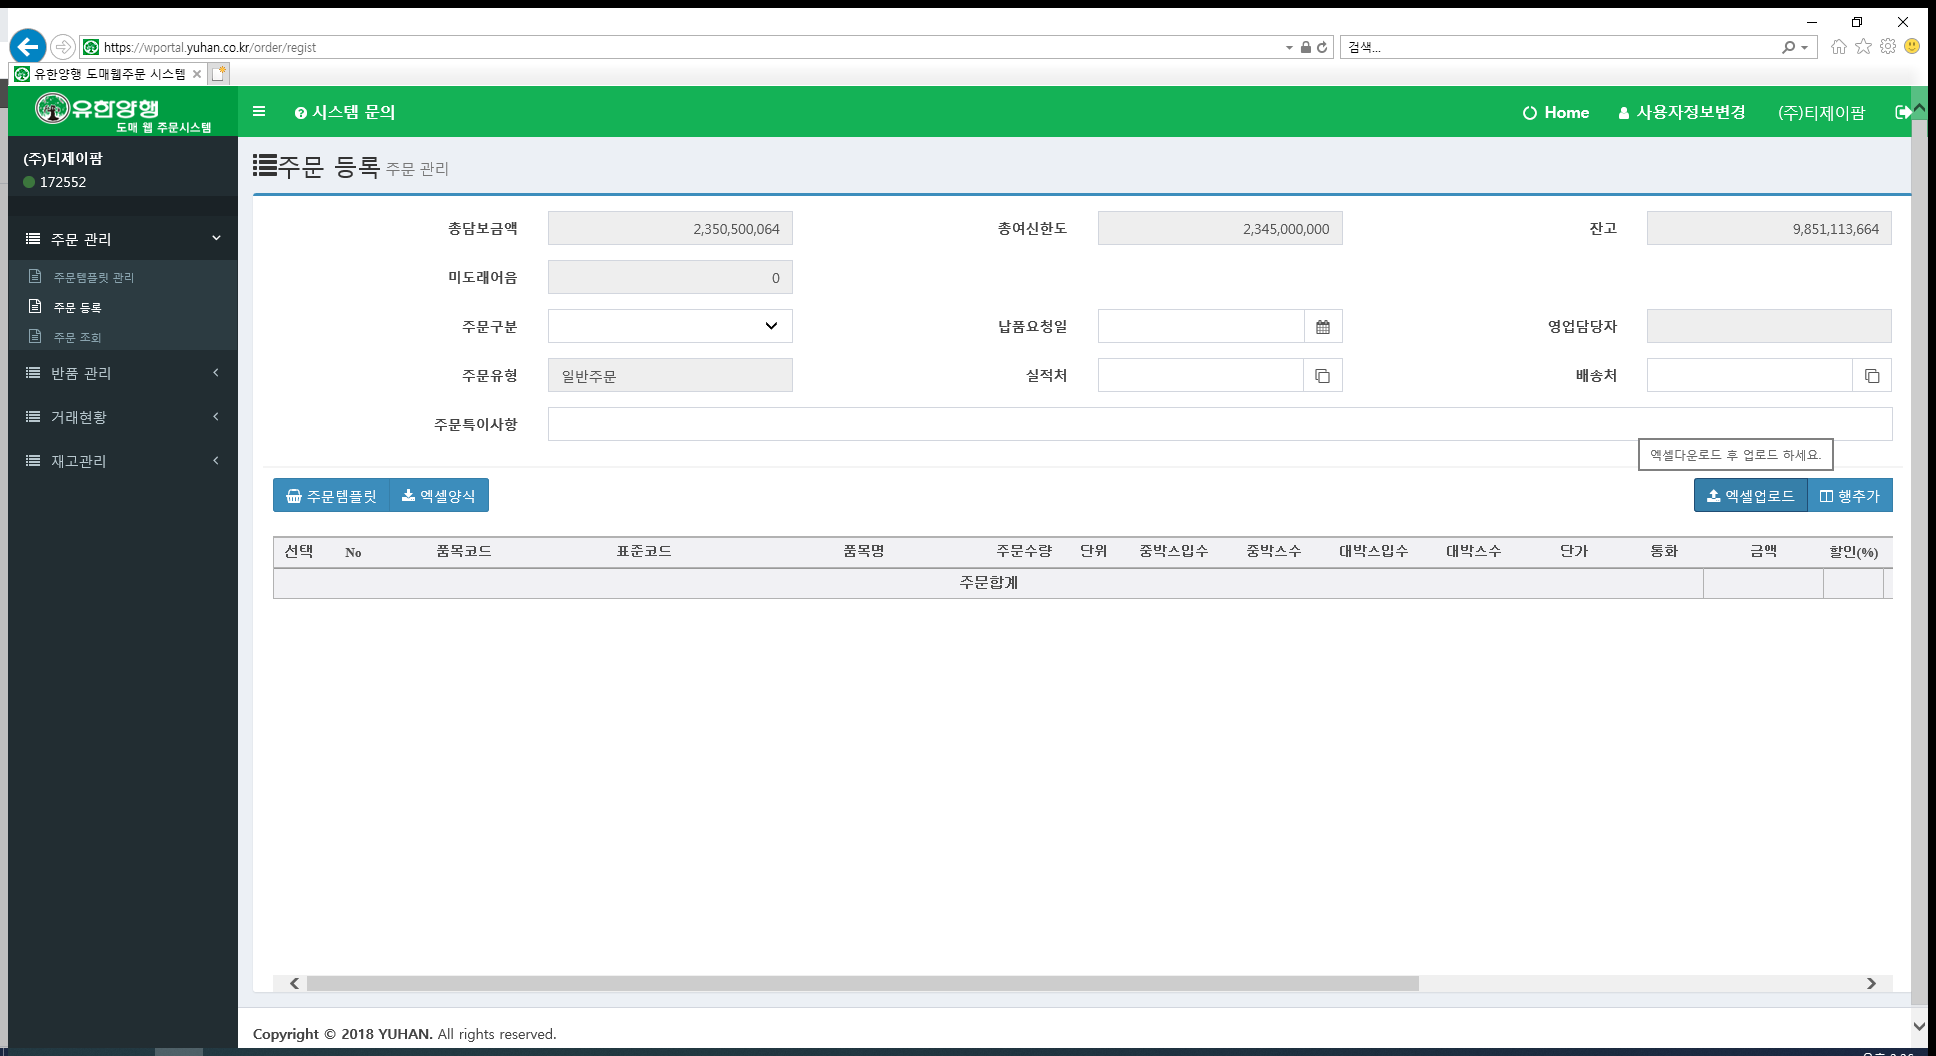 https://wportal.yuhan.co.kr/order/regist
검색...
유한양행 도매웹주문 시스템
유한양행
도매 웹 주문시스템
시스템 문의
Home
사용자정보변경
(주)티제이팜
(주)티제이팜
172552
주문 관리
주문템플릿 관리
주문 등록
주문 조회
반품 관리
거래현황
재고관리
주문 등록 주문 관리
총담보금액 2,350,500,064 총여신한도 2,345,000,000 잔고 9,851,113,664
미도래어음 0
주문구분 납품요청일 영업담당자
주문유형 일반주문 실적처 배송처
주문특이사항
엑셀다운로드 후 업로드 하세요.
주문템플릿 엑셀양식 엑셀업로드 행추가
선택 No 품목코드 표준코드 품목명 주문수량 단위 중박스입수 중박스수 대박스입수 대박스수 단가 통화 금액 할인(%)
주문합계
Copyright © 2018 YUHAN. All rights reserved.